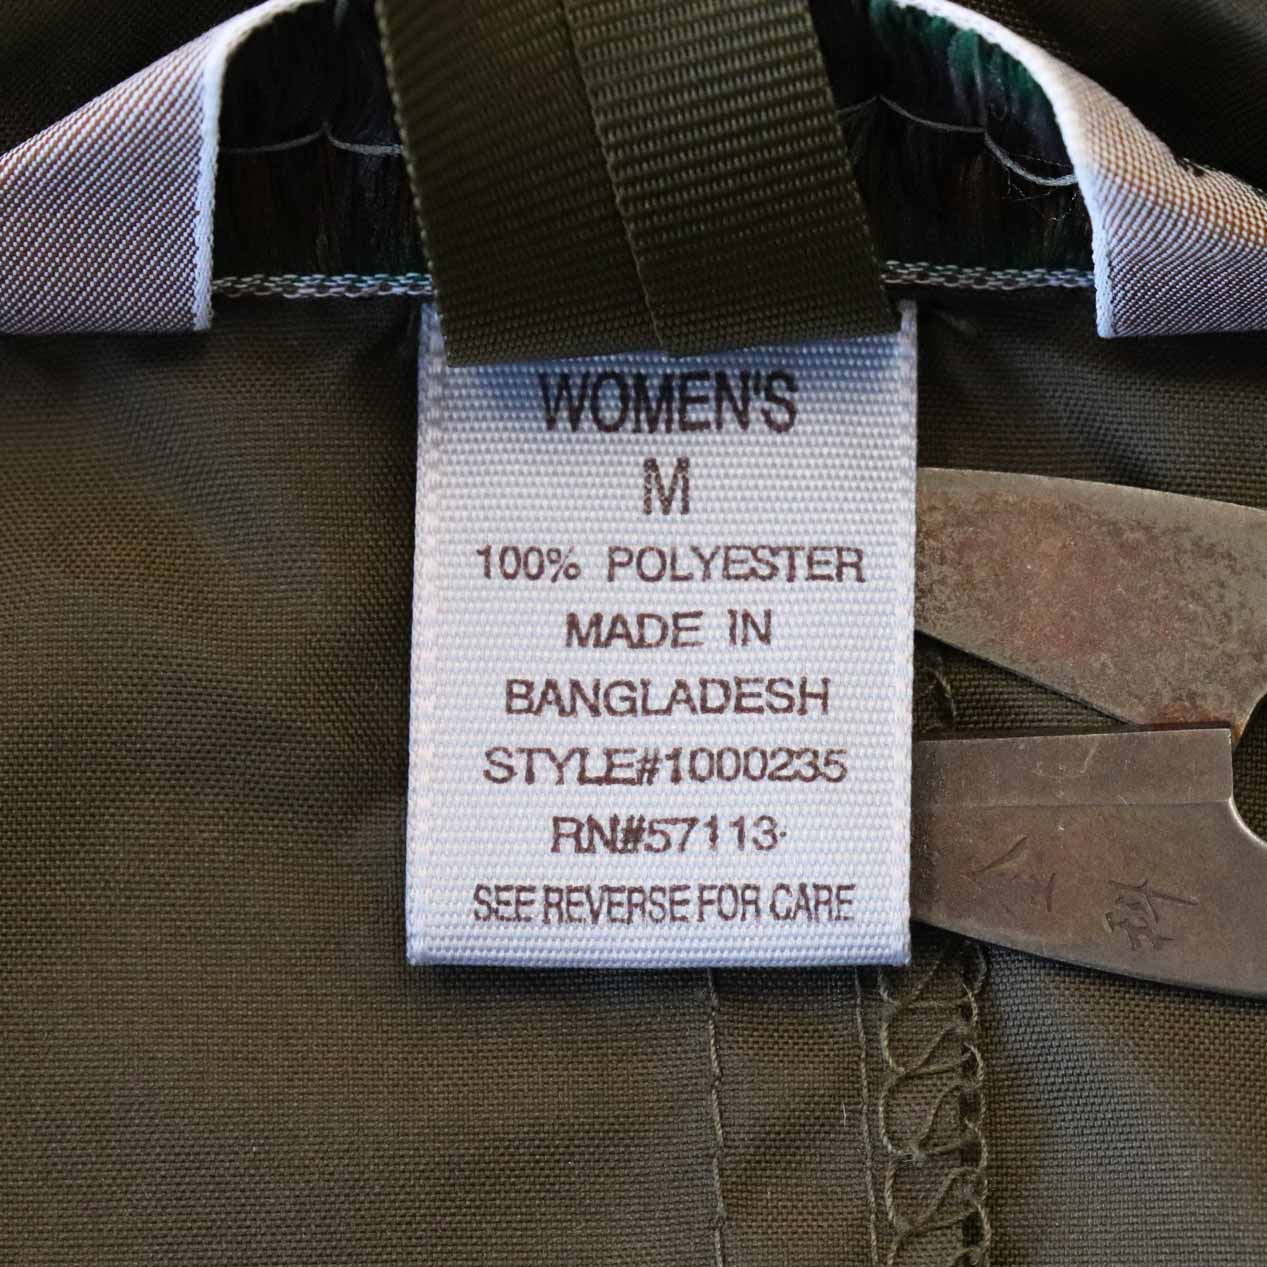 WOMEN'S
M
100% POLYESTER
MADE IN
BANGLADESH
STYLE#1000235
RN#57113
SEE REVERSE FOR CARE